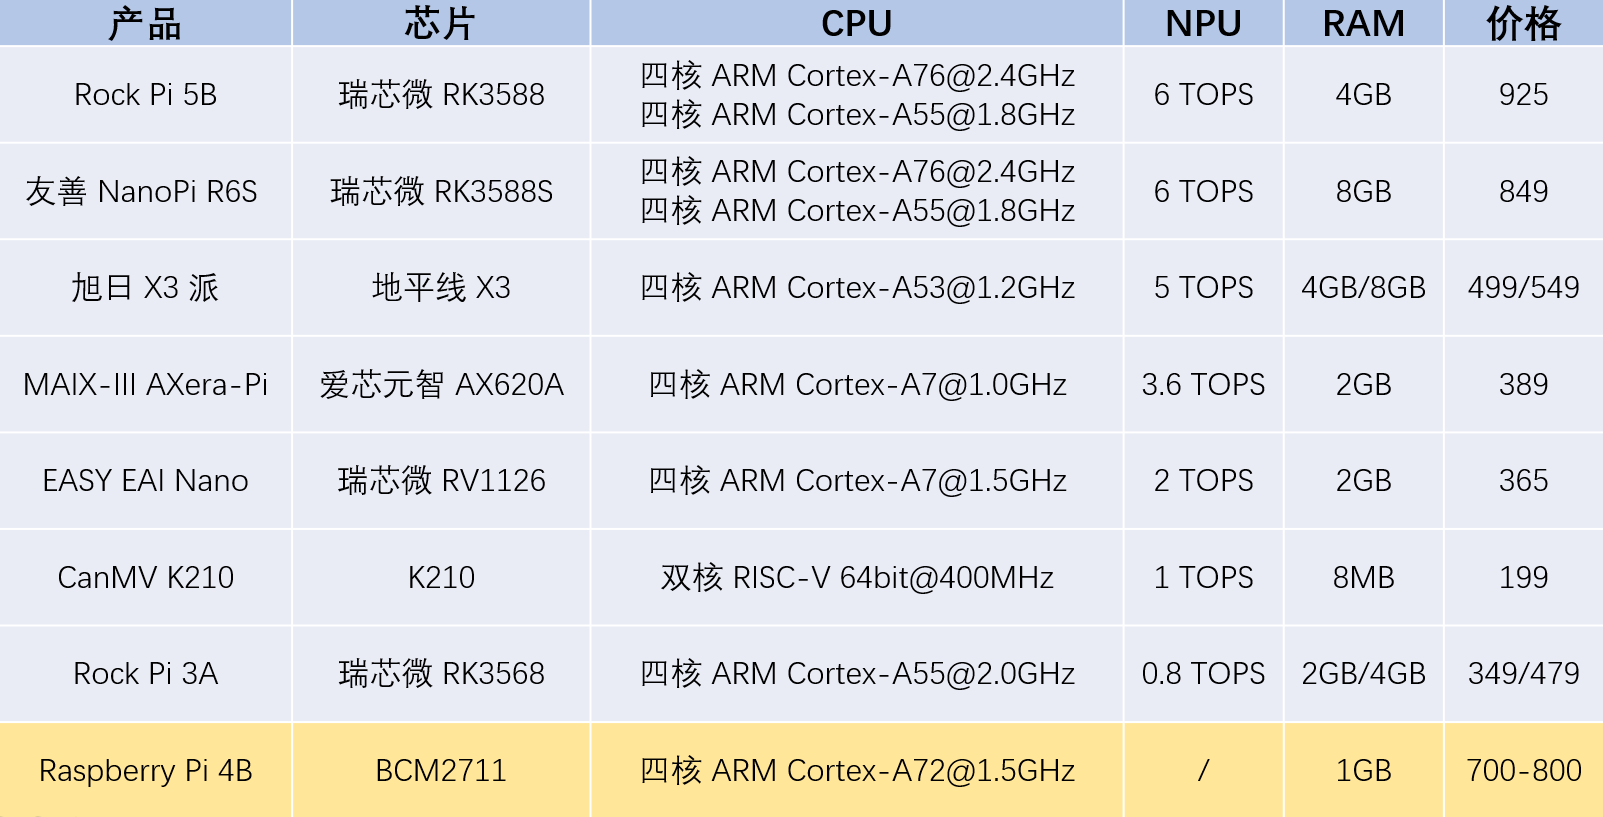 产品 芯片 CPU NPU RAM 价格
Rock Pi 5B 瑞芯微 RK3588 四核 ARM Cortex-A76@2.4GHz 6 TOPS 4GB 925
四核 ARM Cortex-A55@1.8GHz
友善 NanoPi R6S 瑞芯微 RK3588S 四核 ARM Cortex-A76@2.4GHz 6 TOPS 8GB 849
四核 ARM Cortex-A55@1.8GHz
旭日 X3 派 地平线 X3 四核 ARM Cortex-A53@1.2GHz 5 TOPS 4GB/8GB 499/549
MAIX-III AXera-Pi 爱芯元智 AX620A 四核 ARM Cortex-A7@1.0GHz 3.6 TOPS 2GB 389
EASY EAI Nano 瑞芯微 RV1126 四核 ARM Cortex-A7@1.5GHz 2 TOPS 2GB 365
CanMV K210 K210 双核 RISC-V 64bit@400MHz 1 TOPS 8MB 199
Rock Pi 3A 瑞芯微 RK3568 四核 ARM Cortex-A55@2.0GHz 0.8 TOPS 2GB/4GB 349/479
Raspberry Pi 4B BCM2711 四核 ARM Cortex-A72@1.5GHz / 1GB 700-800